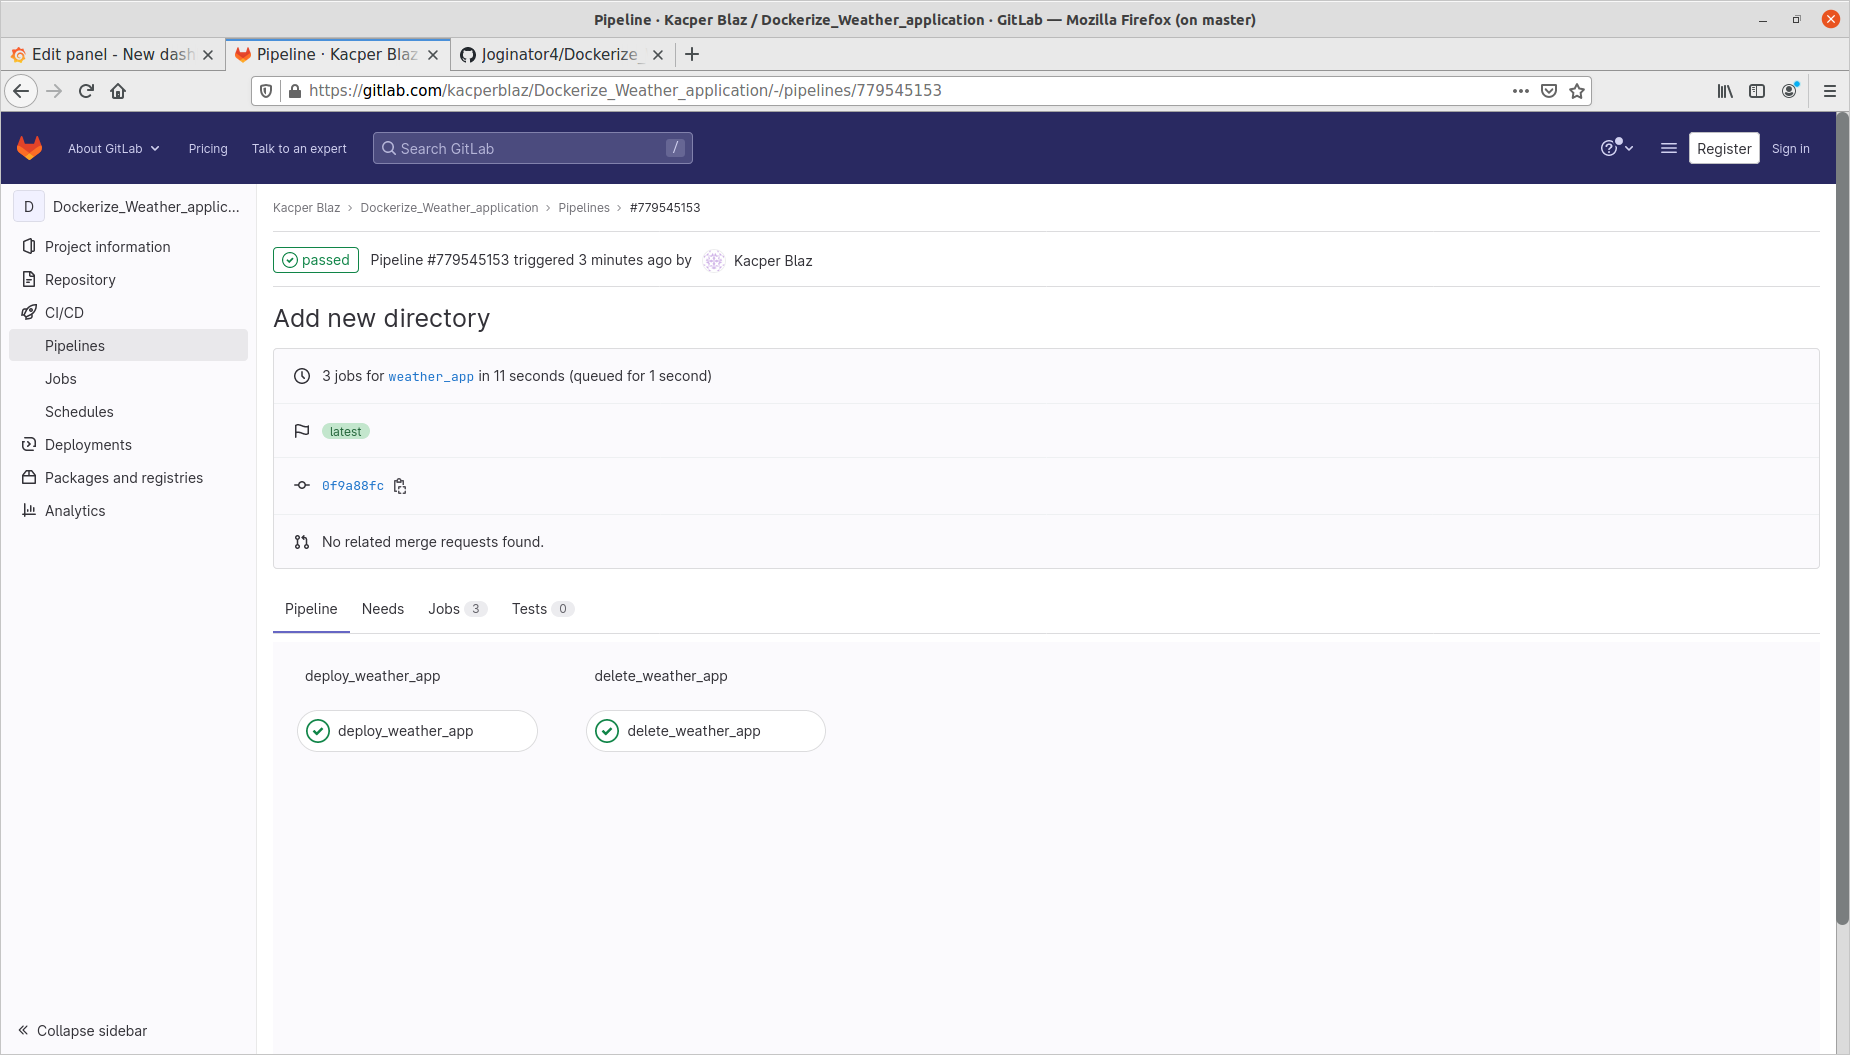 Pipeline · Kacper Blaz / Dockerize_Weather_application · GitLab — Mozilla Firefox (on master)
Edit panel - New dash
Pipeline · Kacper Blaz
Joginator4/Dockerize_
https://gitlab.com/kacperblaz/Dockerize_Weather_application/-/pipelines/779545153
About GitLab
Pricing
Talk to an expert
Search GitLab
/
Register
Sign in
D
Dockerize_Weather_applic...
Project information
Repository
CI/CD
Pipelines
Jobs
Schedules
Deployments
Packages and registries
Analytics
Collapse sidebar
Kacper Blaz › Dockerize_Weather_application › Pipelines › #779545153
passed Pipeline #779545153 triggered 3 minutes ago by Kacper Blaz
Add new directory
3 jobs for weather_app in 11 seconds (queued for 1 second)
latest
0f9a88fc
No related merge requests found.
Pipeline Needs Jobs 3 Tests 0
deploy_weather_app
delete_weather_app
deploy_weather_app
delete_weather_app